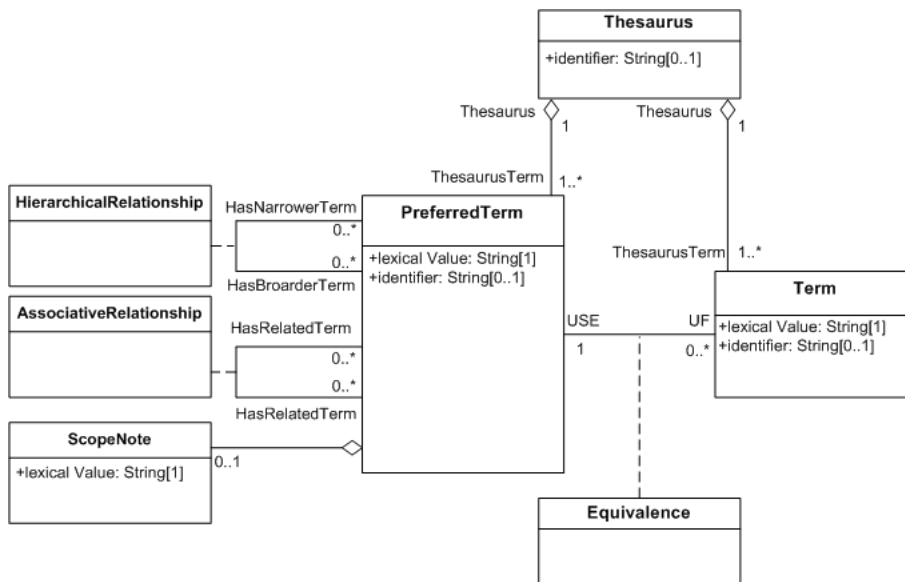 Thesaurus
+identifier: String[0..1]
Thesaurus
1
Thesaurus
1
ThesaurusTerm
1..*
HierarchicalRelationship
HasNarrowerTerm
0..*
0..*
HasBroarderTerm
PreferredTerm
+lexical Value: String[1]
+identifier: String[0..1]
ThesaurusTerm
1..*
Term
+lexical Value: String[1]
+identifier: String[0..1]
AssociativeRelationship
HasRelatedTerm
0..*
0..*
HasRelatedTerm
USE
1
UF
0..*
ScopeNote
+lexical Value: String[1]
0..1
Equivalence